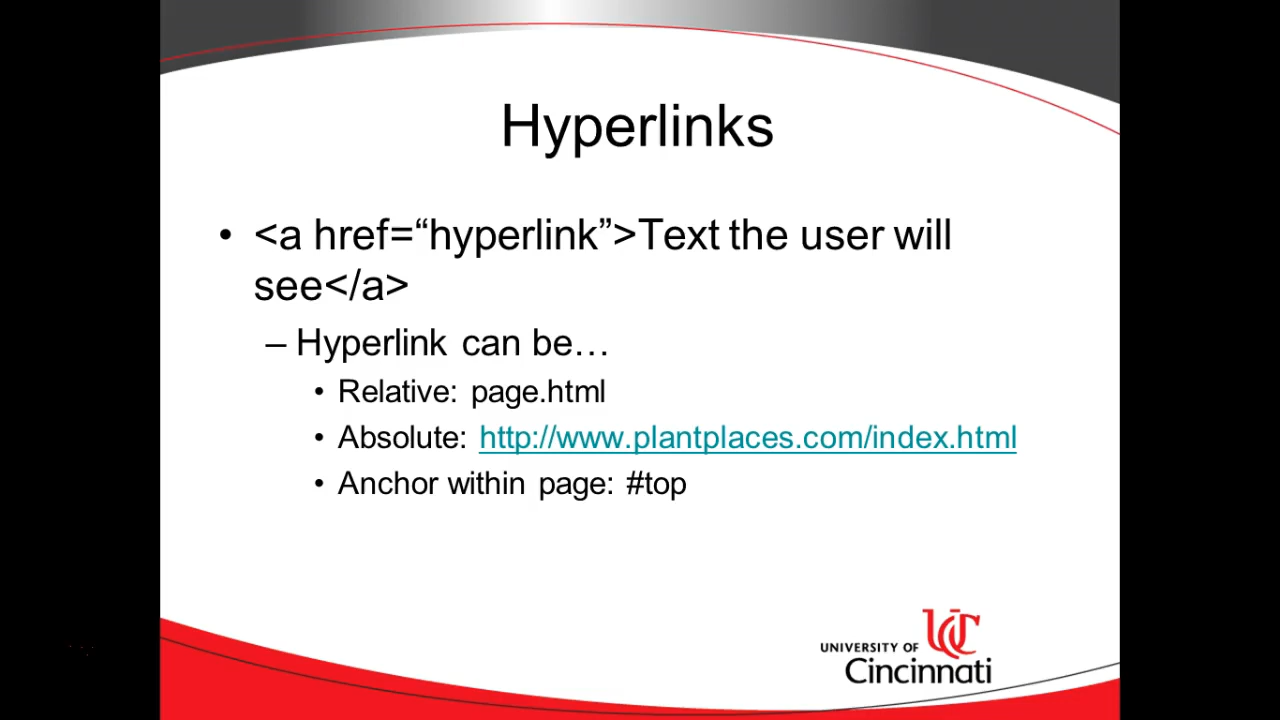 Hyperlinks
• <a href=“hyperlink”>Text the user will
see</a>
– Hyperlink can be…
• Relative: page.html
• Absolute: http://www.plantplaces.com/index.html
• Anchor within page: #top
UC
UNIVERSITY OF
Cincinnati